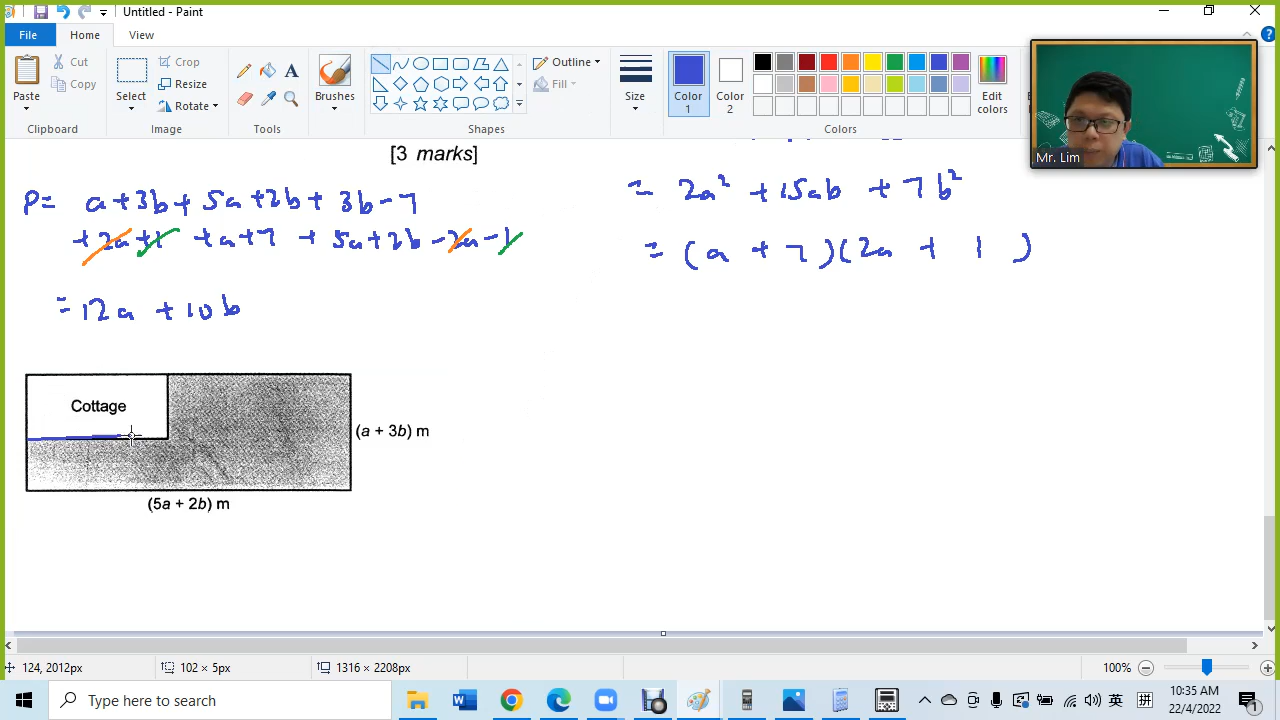 Untitled - Paint
File Home View
Paste Cut Copy Select Crop Resize Rotate Brushes Outline Fill Size Color 1 Color 2 Edit colors
Clipboard Image Tools Shapes Colors
Mr. Lim
[3 marks]
P= a+3b+ 5a+2b+ 3b-7
+2a+1 +a+7 + 5a+2b-2a-1
=12a +10b
= 2a² +15ab +7b²
= (a + 7)(2a + 1 )
Cottage
(a + 3b) m
(5a + 2b) m
124, 2012px 102 × 5px 1316 × 2208px 100%
Type here to search
英 拼
10:35 AM
22/4/2022